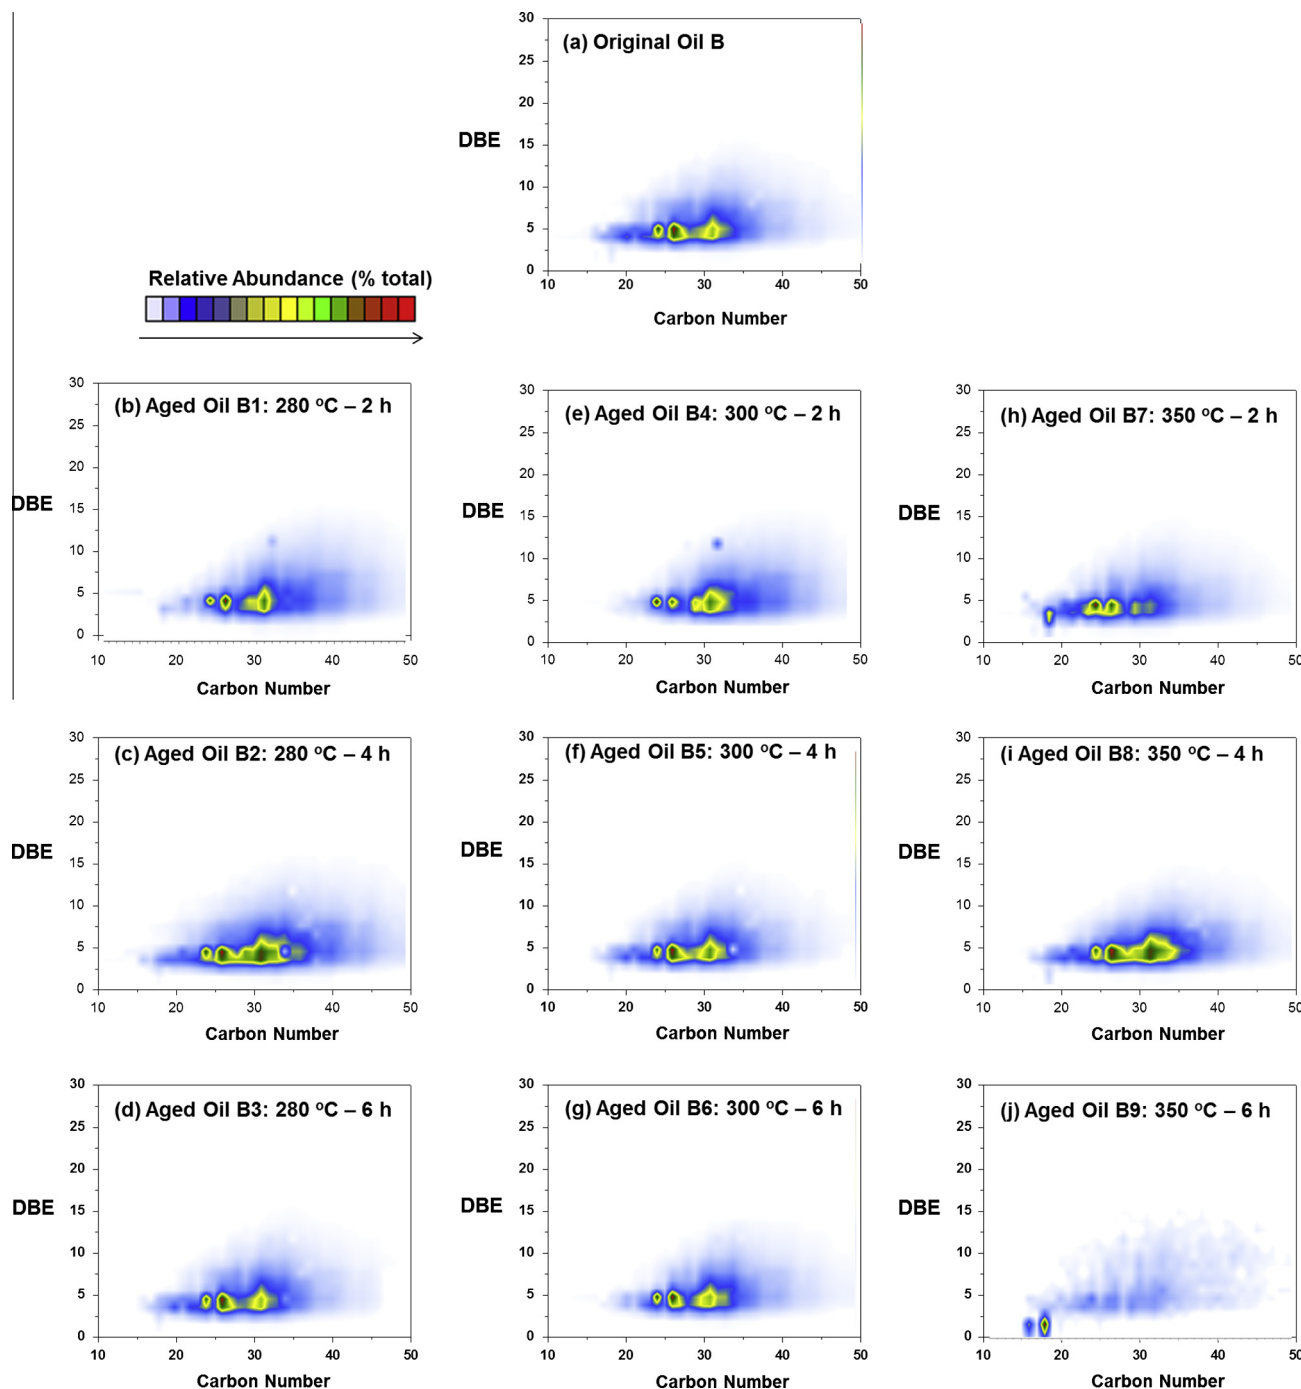 (a) Original Oil B
30
25
20
15
10
5
0
DBE
10 20 30 40 50
Carbon Number
Relative Abundance (% total)
(b) Aged Oil B1: 280 °C – 2 h
30
25
20
15
10
5
0
DBE
10 20 30 40 50
Carbon Number
(e) Aged Oil B4: 300 °C – 2 h
30
25
20
15
10
5
0
DBE
10 20 30 40 50
Carbon Number
(h) Aged Oil B7: 350 °C – 2 h
30
25
20
15
10
5
0
DBE
10 20 30 40 50
Carbon Number
(c) Aged Oil B2: 280 °C – 4 h
30
25
20
15
10
5
0
DBE
10 20 30 40 50
Carbon Number
(f) Aged Oil B5: 300 °C – 4 h
30
25
20
15
10
5
0
DBE
10 20 30 40 50
Carbon Number
(i Aged Oil B8: 350 °C – 4 h
30
25
20
15
10
5
0
DBE
10 20 30 40 50
Carbon Number
(d) Aged Oil B3: 280 °C – 6 h
30
25
20
15
10
5
0
DBE
10 20 30 40 50
Carbon Number
(g) Aged Oil B6: 300 °C – 6 h
30
25
20
15
10
5
0
DBE
10 20 30 40 50
Carbon Number
(j) Aged Oil B9: 350 °C – 6 h
30
25
20
15
10
5
0
DBE
10 20 30 40 50
Carbon Number